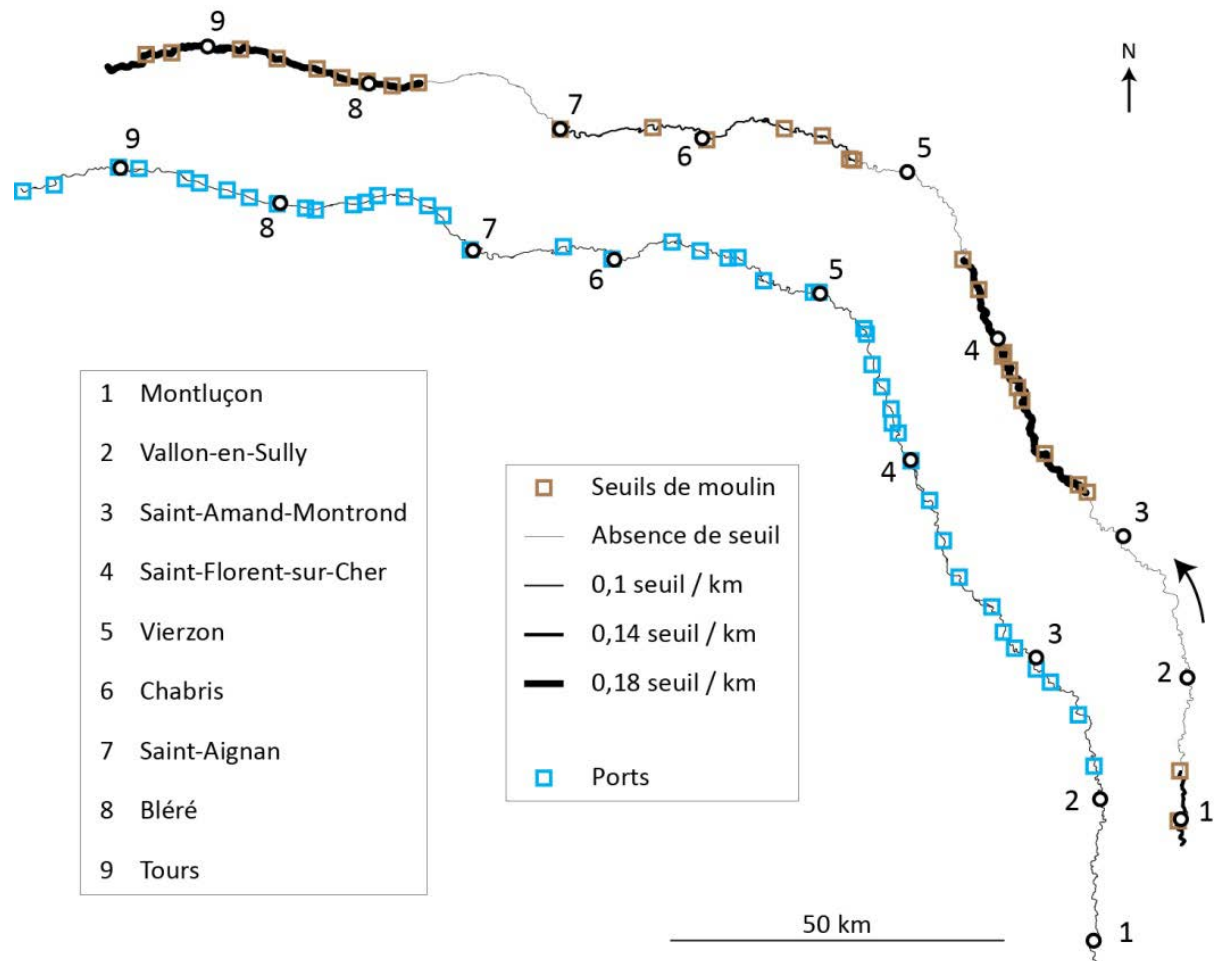 9
N
8
7
6
5
9
8
7
6
5
4
4
3
3
2
2
1
1
1 Montluçon
2 Vallon-en-Sully
3 Saint-Amand-Montrond
4 Saint-Florent-sur-Cher
5 Vierzon
6 Chabris
7 Saint-Aignan
8 Bléré
9 Tours
Seuils de moulin
Absence de seuil
0,1 seuil / km
0,14 seuil / km
0,18 seuil / km
Ports
50 km